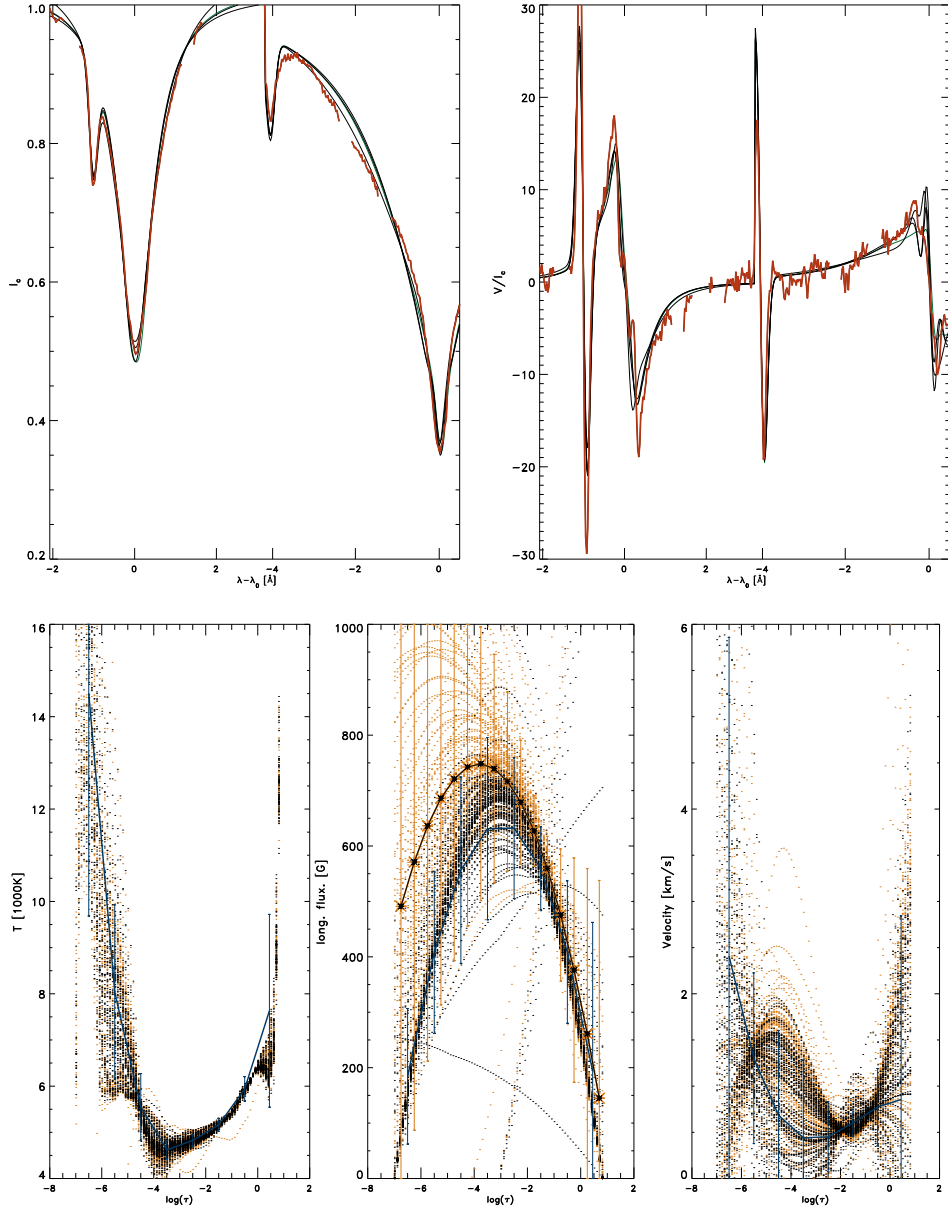 1.0
0.8
0.6
0.4
0.2
I_c
-2 0 2 -4 -2 0
λ-λ_0 [Å]
30
20
10
0
-10
-20
-30
V/I_c
-2 0 2 -4 -2 0
λ-λ_0 [Å]
16
14
12
10
8
6
4
T [1000K]
-8 -6 -4 -2 0 2
log(τ)
1000
800
600
400
200
0
long. flux. [G]
-8 -6 -4 -2 0 2
log(τ)
6
4
2
0
Velocity [km/s]
-8 -6 -4 -2 0 2
log(τ)